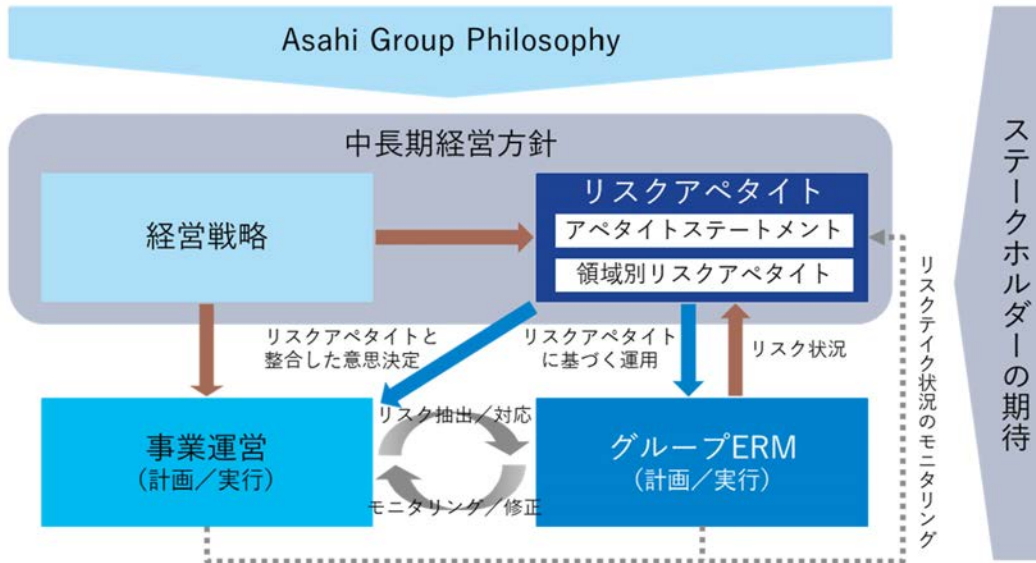 Asahi Group Philosophy
中長期経営方針
経営戦略
リスクアペタイト
アペタイトステートメント
領域別リスクアペタイト
リスクアペタイトと
整合した意思決定
リスクアペタイト
に基づく運用
リスク状況
事業運営
(計画/実行)
リスク抽出/対応
モニタリング/修正
グループERM
(計画/実行)
リスクテイク状況のモニタリング
ステークホルダーの期待